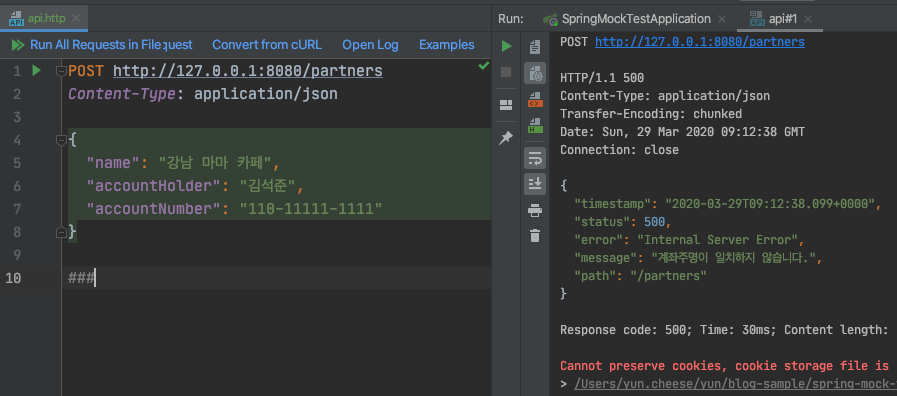 api.http
Run All Requests in File:quest Convert from cURL Open Log Examples
1 POST http://127.0.0.1:8080/partners
2 Content-Type: application/json
3
4 {
5 "name": "강남 마마 카페",
6 "accountHolder": "김석준",
7 "accountNumber": "110-11111-1111"
8 }
9
10 ###
Run: SpringMockTestApplication api#1
POST http://127.0.0.1:8080/partners
HTTP/1.1 500
Content-Type: application/json
Transfer-Encoding: chunked
Date: Sun, 29 Mar 2020 09:12:38 GMT
Connection: close
{
"timestamp": "2020-03-29T09:12:38.099+0000",
"status": 500,
"error": "Internal Server Error",
"message": "계좌주명이 일치하지 않습니다.",
"path": "/partners"
}
Response code: 500; Time: 30ms; Content length:
Cannot preserve cookies, cookie storage file is
> /Users/yun.cheese/yun/blog-sample/spring-mock-